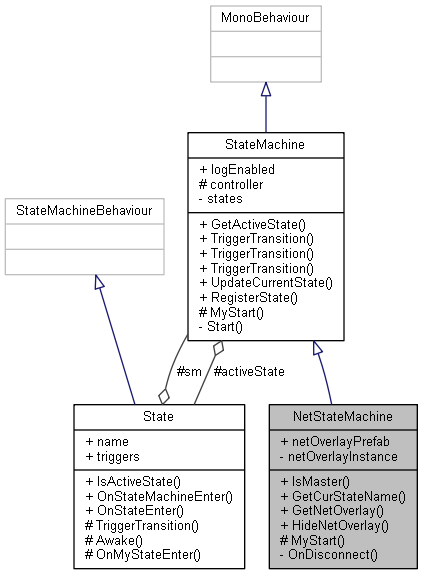 MonoBehaviour
StateMachine
+ logEnabled
# controller
- states
+ GetActiveState()
+ TriggerTransition()
+ TriggerTransition()
+ TriggerTransition()
+ UpdateCurrentState()
+ RegisterState()
# MyStart()
- Start()
StateMachineBehaviour
#sm
#activeState
State
+ name
+ triggers
+ IsActiveState()
+ OnStateMachineEnter()
+ OnStateEnter()
# TriggerTransition()
# Awake()
# OnMyStateEnter()
NetStateMachine
+ netOverlayPrefab
- netOverlayInstance
+ IsMaster()
+ GetCurStateName()
+ GetNetOverlay()
+ HideNetOverlay()
# MyStart()
- OnDisconnect()